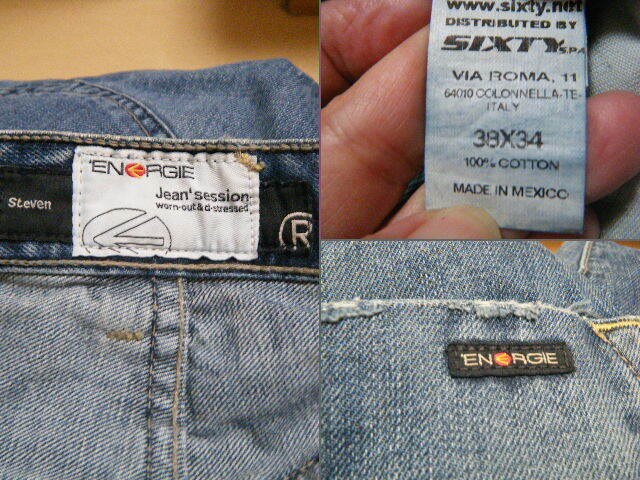 'ENERGIE
Jean'session
worn-out&d-stressed
Steven
R
www.sixty.net
DISTRIBUTED BY
SIXTY SPA
VIA ROMA, 11
64010 COLONNELLA-TE-
ITALY
38X34
100% COTTON
MADE IN MEXICO
'ENERGIE